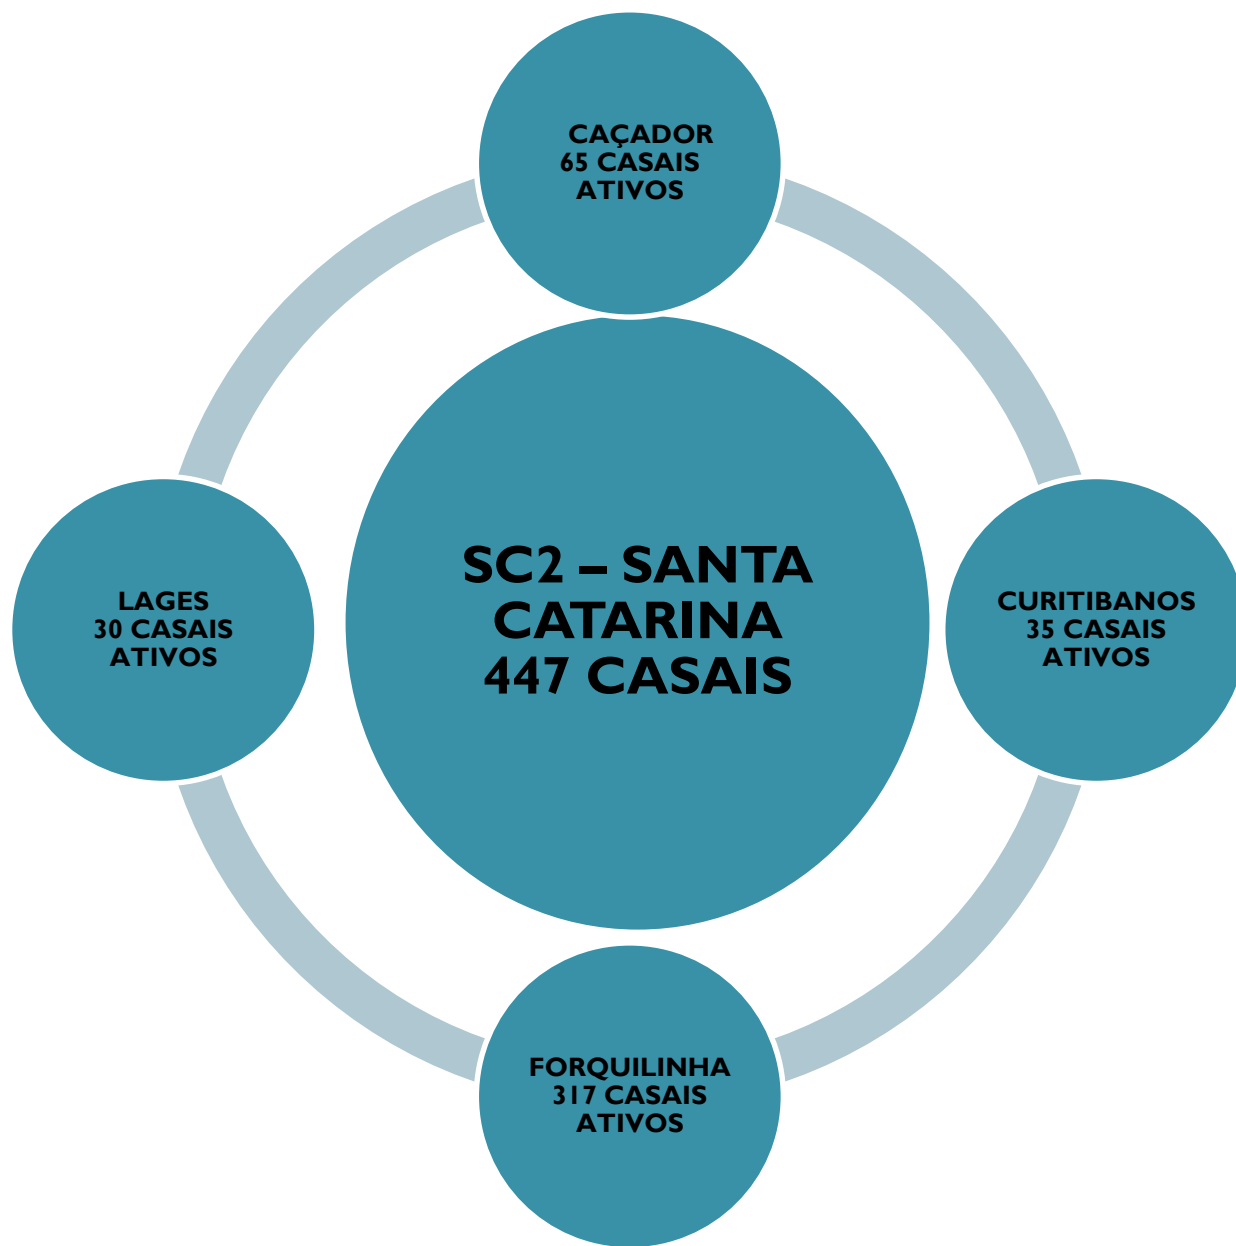 CAÇADOR
65 CASAIS
ATIVOS
SC2 – SANTA
CATARINA
447 CASAIS
LAGES
30 CASAIS
ATIVOS
CURITIBANOS
35 CASAIS
ATIVOS
FORQUILINHA
317 CASAIS
ATIVOS